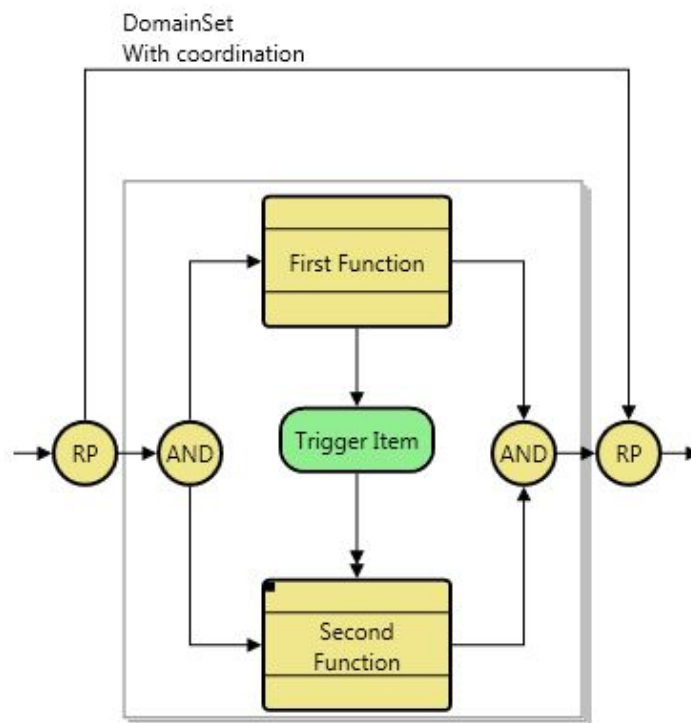 DomainSet
With coordination
First Function
RP
AND
Trigger Item
AND
RP
Second
Function